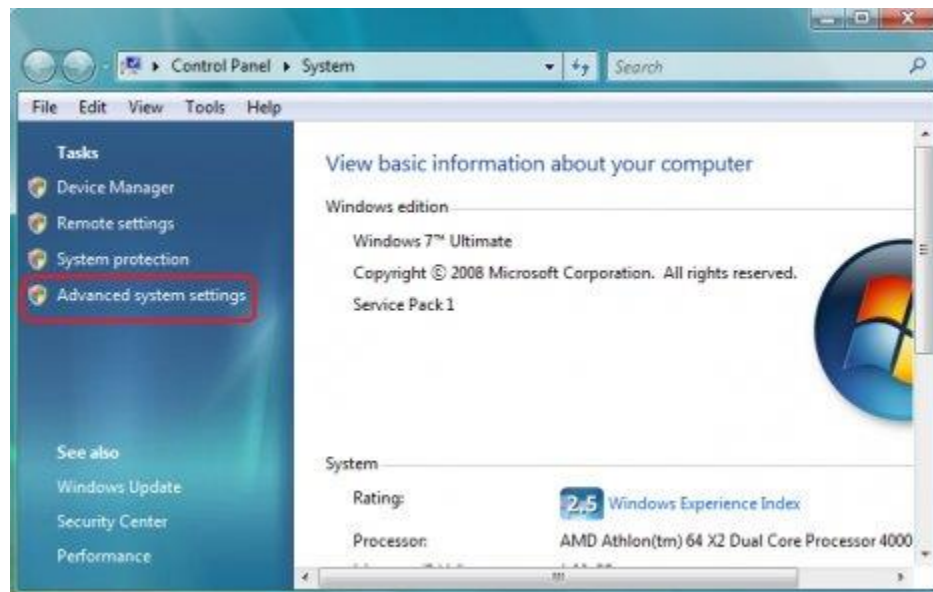 Control Panel System
Search
File Edit View Tools Help
Tasks
Device Manager
Remote settings
System protection
Advanced system settings
See also
Windows Update
Security Center
Performance
View basic information about your computer
Windows edition
Windows 7™ Ultimate
Copyright © 2008 Microsoft Corporation. All rights reserved.
Service Pack 1
System
Rating: 2,5 Windows Experience Index
Processor: AMD Athlon(tm) 64 X2 Dual Core Processor 4000